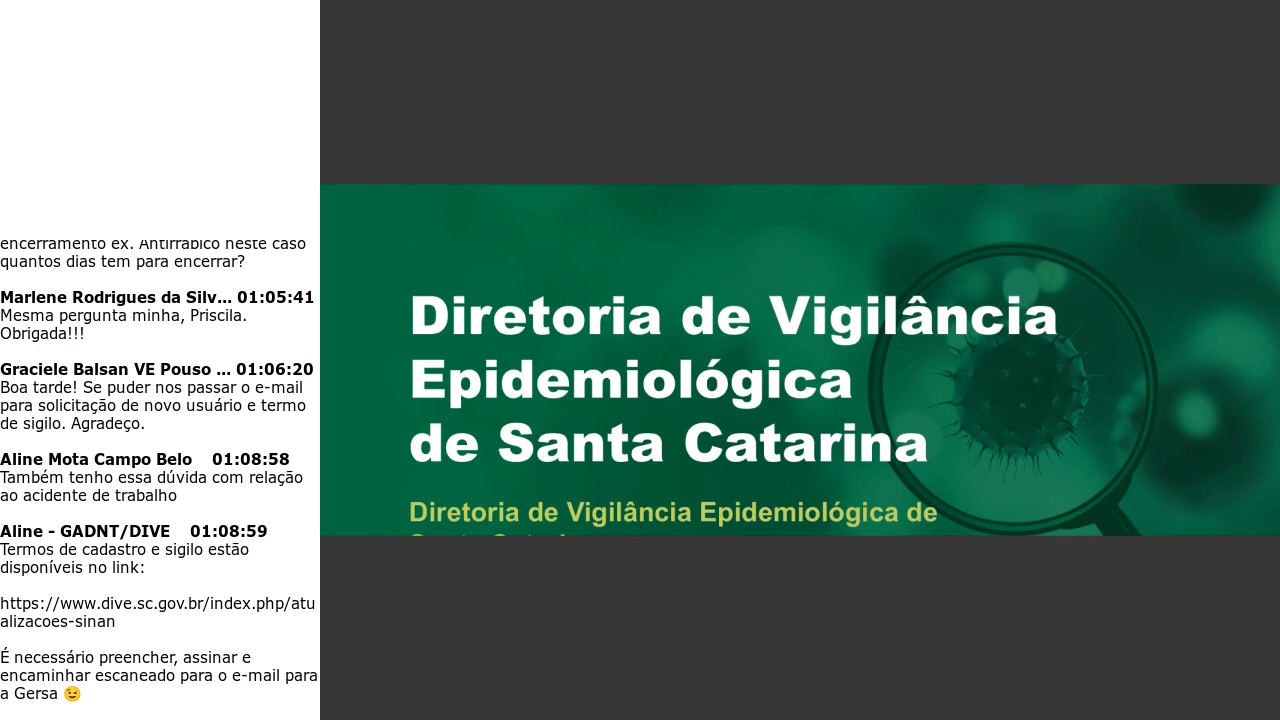 encerramento ex. Antirrábico neste caso
quantos dias tem para encerrar?
Marlene Rodrigues da Silv... 01:05:41
Mesma pergunta minha, Priscila.
Obrigada!!!
Graciele Balsan VE Pouso ... 01:06:20
Boa tarde! Se puder nos passar o e-mail
para solicitação de novo usuário e termo
de sigilo. Agradeço.
Aline Mota Campo Belo 01:08:58
Também tenho essa dúvida com relação
ao acidente de trabalho
Aline - GADNT/DIVE 01:08:59
Termos de cadastro e sigilo estão
disponíveis no link:
https://www.dive.sc.gov.br/index.php/atu
alizacoes-sinan
É necessário preencher, assinar e
encaminhar escaneado para o e-mail para
a Gersa 😉
Diretoria de Vigilância
Epidemiológica
de Santa Catarina
Diretoria de Vigilância Epidemiológica de